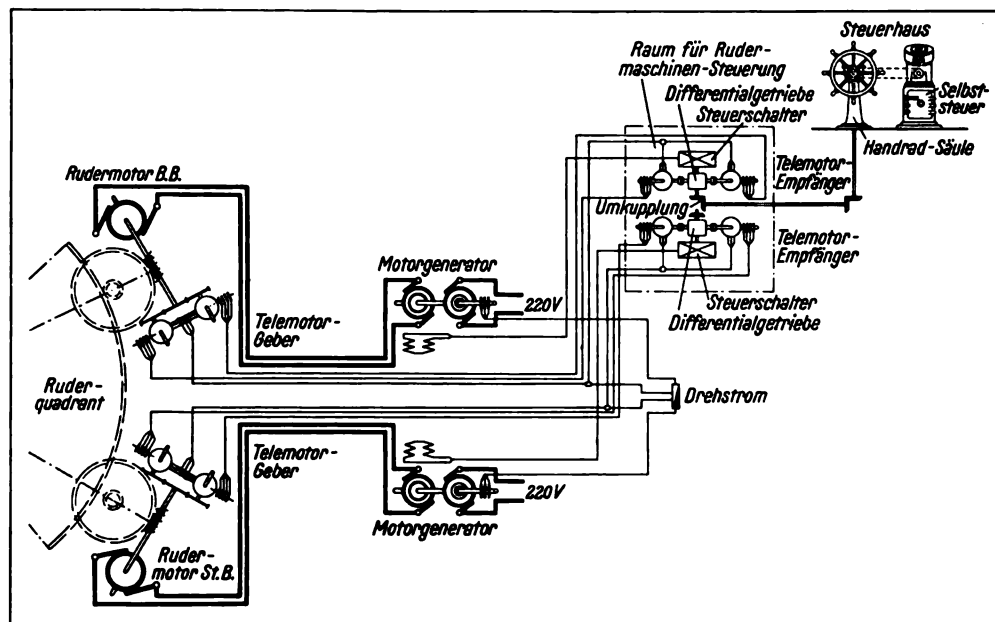 Steuerhaus
Raum für Ruder-
maschinen-Steuerung
Differentialgetriebe
Steuerschalter
Selbst-
steuer
Handrad-Säule
Rudermotor B.B.
Telemotor-
Empfänger
Umkupplung
Telemotor-
Empfänger
Motorgenerator
220V
Steuerschalter
Differentialgetriebe
Telemotor-
Geber
Ruder-
quadrant
Drehstrom
Telemotor-
Geber
220V
Motorgenerator
Ruder-
motor St.B.